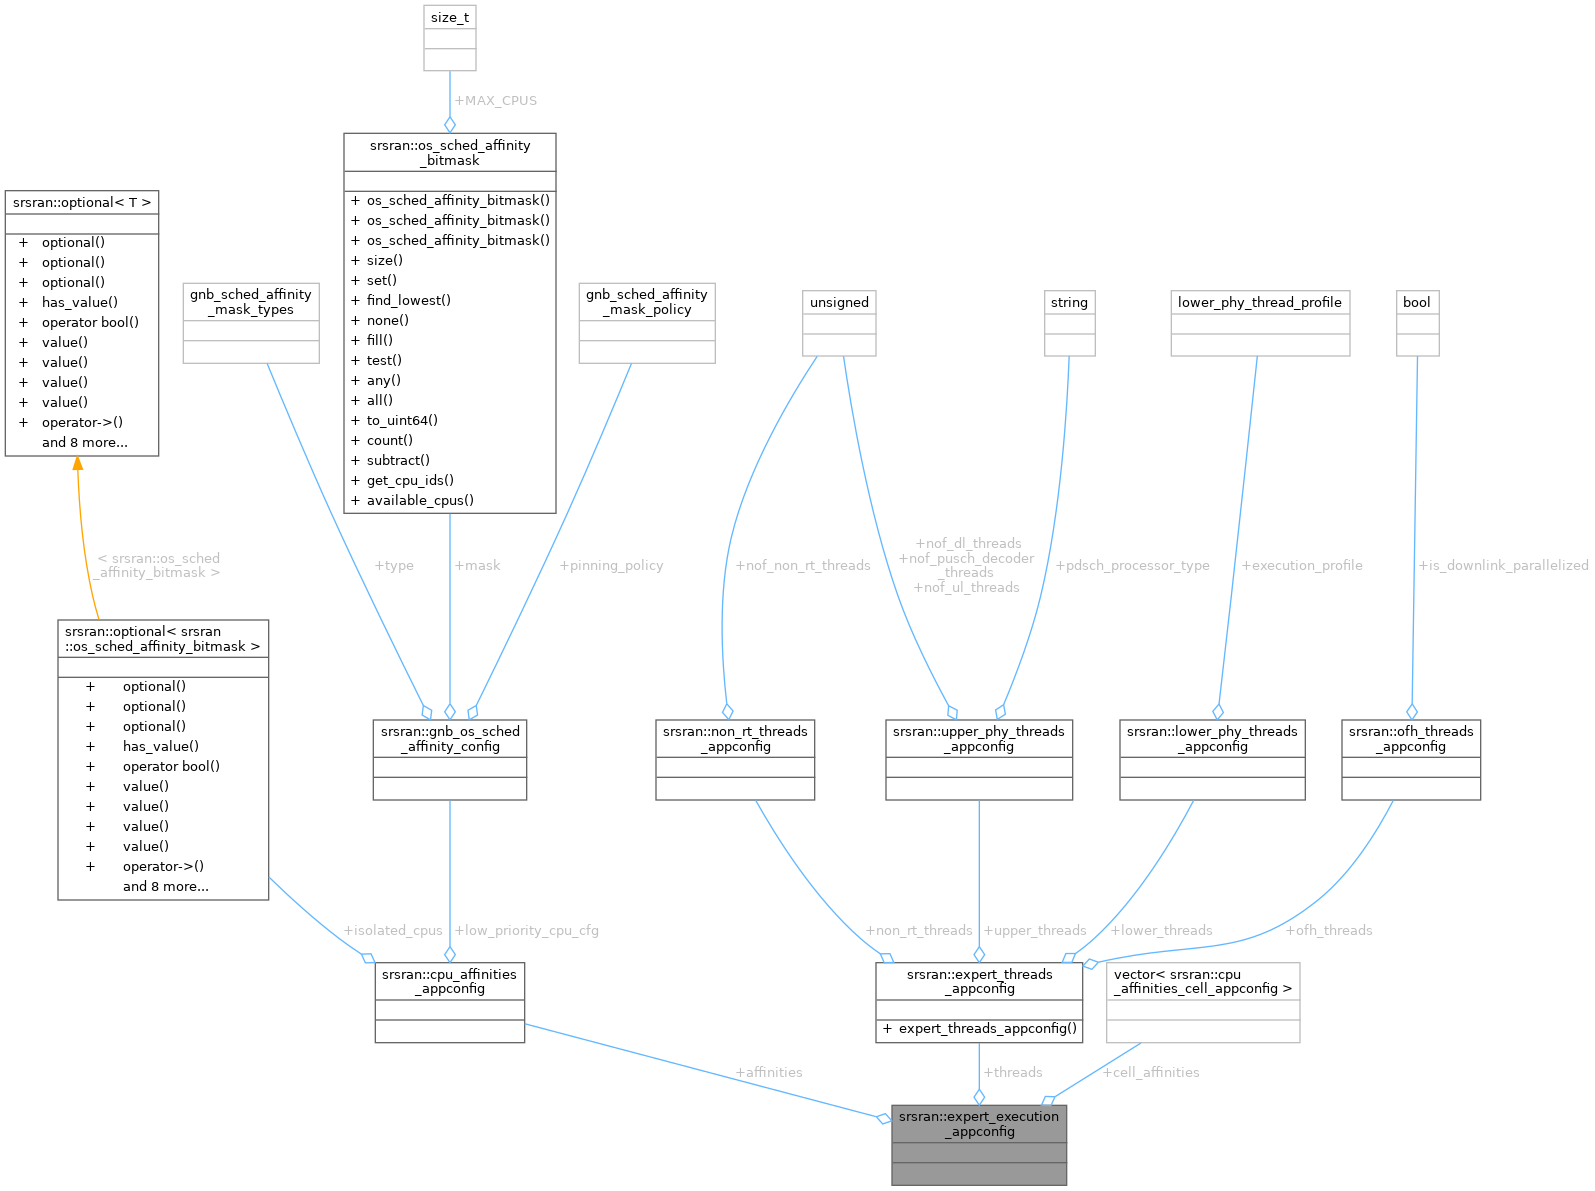 size_t
+MAX_CPUS
srsran::os_sched_affinity
_bitmask
+ os_sched_affinity_bitmask()
+ os_sched_affinity_bitmask()
+ os_sched_affinity_bitmask()
+ size()
+ set()
+ find_lowest()
+ none()
+ fill()
+ test()
+ any()
+ all()
+ to_uint64()
+ count()
+ subtract()
+ get_cpu_ids()
+ available_cpus()
srsran::optional< T >
+ optional()
+ optional()
+ optional()
+ has_value()
+ operator bool()
+ value()
+ value()
+ value()
+ value()
+ operator->()
and 8 more...
gnb_sched_affinity
_mask_types
gnb_sched_affinity
_mask_policy
unsigned
string
lower_phy_thread_profile
bool
< srsran::os_sched
_affinity_bitmask >
+type
+mask
+pinning_policy
+nof_non_rt_threads
+nof_dl_threads
+nof_pusch_decoder
_threads
+nof_ul_threads
+pdsch_processor_type
+execution_profile
+is_downlink_parallelized
srsran::optional< srsran
::os_sched_affinity_bitmask >
+ optional()
+ optional()
+ optional()
+ has_value()
+ operator bool()
+ value()
+ value()
+ value()
+ value()
+ operator->()
and 8 more...
srsran::gnb_os_sched
_affinity_config
srsran::non_rt_threads
_appconfig
srsran::upper_phy_threads
_appconfig
srsran::lower_phy_threads
_appconfig
srsran::ofh_threads
_appconfig
+isolated_cpus
+low_priority_cpu_cfg
+non_rt_threads
+upper_threads
+lower_threads
+ofh_threads
srsran::cpu_affinities
_appconfig
srsran::expert_threads
_appconfig
+ expert_threads_appconfig()
vector< srsran::cpu
_affinities_cell_appconfig >
+affinities
+threads
+cell_affinities
srsran::expert_execution
_appconfig